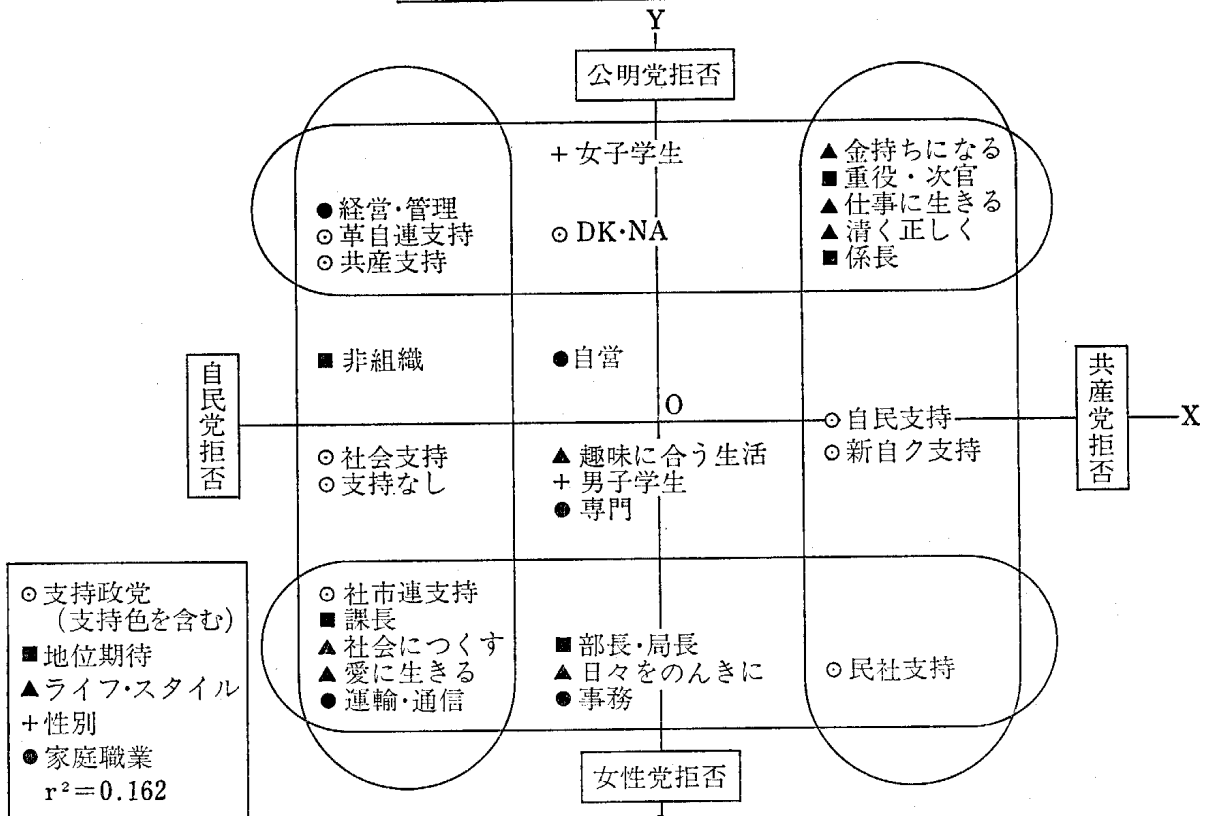 Y
公明党拒否
+女子学生
⊙DK・NA
▲金持ちになる
■重役・次官
▲仕事に生きる
▲清く正しく
■係長
●経営・管理
⊙革自連支持
⊙共産支持
■非組織
●自営
自民党拒否
O
⊙自民支持
⊙新自ク支持
共産党拒否
X
⊙社会支持
⊙支持なし
▲趣味に合う生活
+男子学生
●専門
⊙社市連支持
■課長
▲社会につくす
▲愛に生きる
●運輸・通信
■部長・局長
▲日々をのんきに
●事務
⊙民社支持
女性党拒否
⊙支持政党
(支持色を含む)
■地位期待
▲ライフ・スタイル
+性別
●家庭職業
r²=0.162